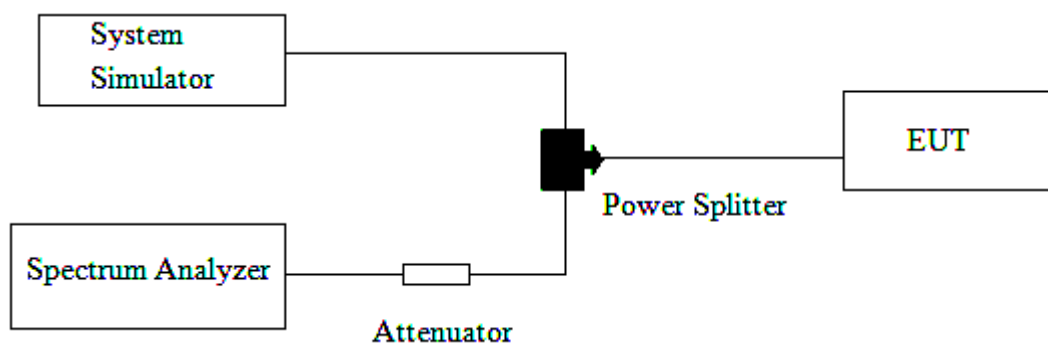 System
Simulator
EUT
Power Splitter
Spectrum Analyzer
Attenuator